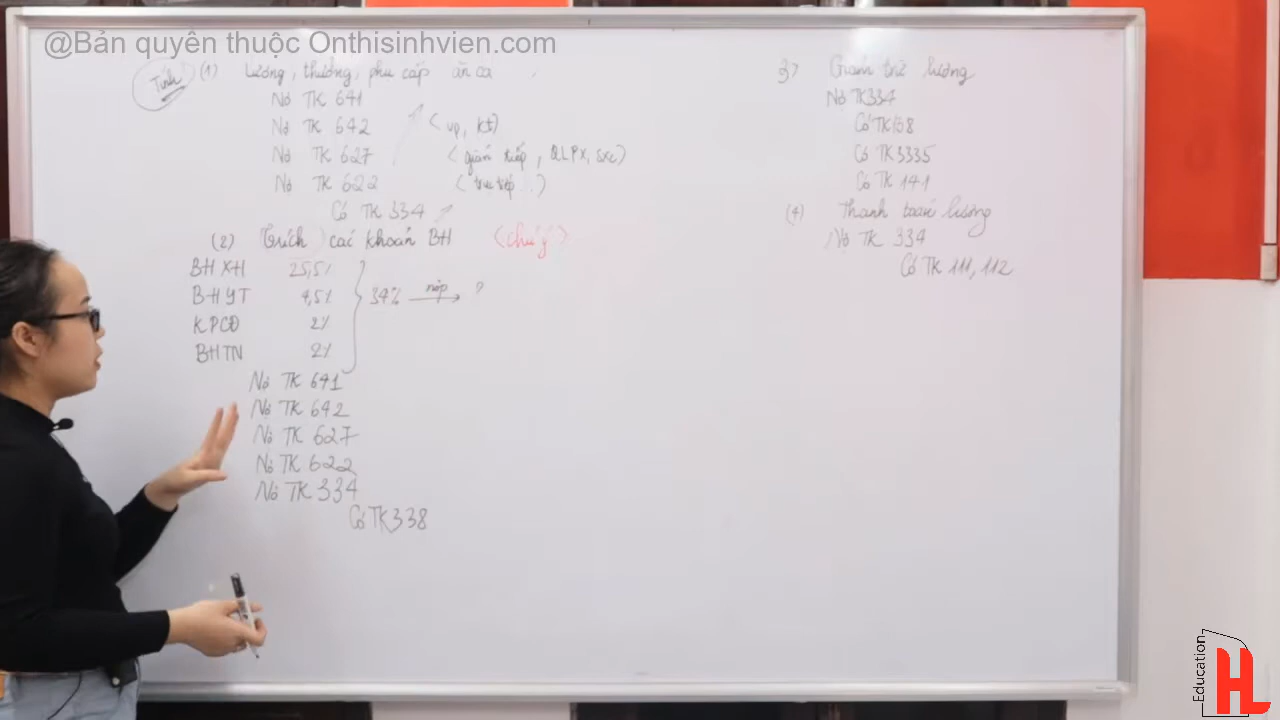 @Bản quyên thuộc Onthisinhvien.com
Tính (1) Lương, thưởng, phụ cấp ăn ca
Nợ TK 641
Nợ TK 642 (vp, kt)
Nợ TK 627 (gián tiếp, QLPX, sxc)
Nợ TK 622 (trực tiếp ..)
Có TK 334
(2) Trích các khoản BH (chú ý)
BHXH 25,5%
BHYT 4,5%
KPCĐ 2%
BHTN 2%
34% nộp → ?
Nợ TK 641
Nợ TK 642
Nợ TK 627
Nợ TK 622
Nợ TK 334
Có TK 338
3> Giảm trừ lương
Nợ TK 334
Có TK 138
Có TK 3335
Có TK 141
(4) Thanh toán lương
Nợ TK 334
Có TK 111, 112
Education
HL